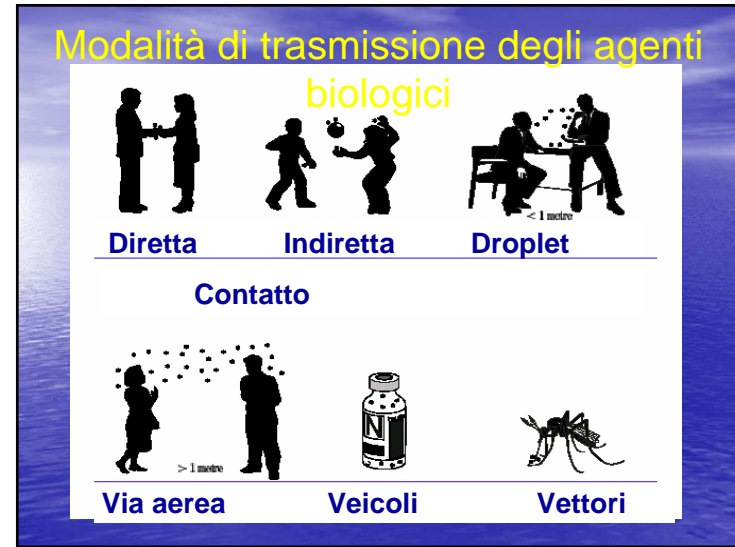 Modalità di trasmissione degli agenti
biologici
< 1 metre
Diretta Indiretta Droplet
Contatto
> 1 metre
N
Via aerea Veicoli Vettori